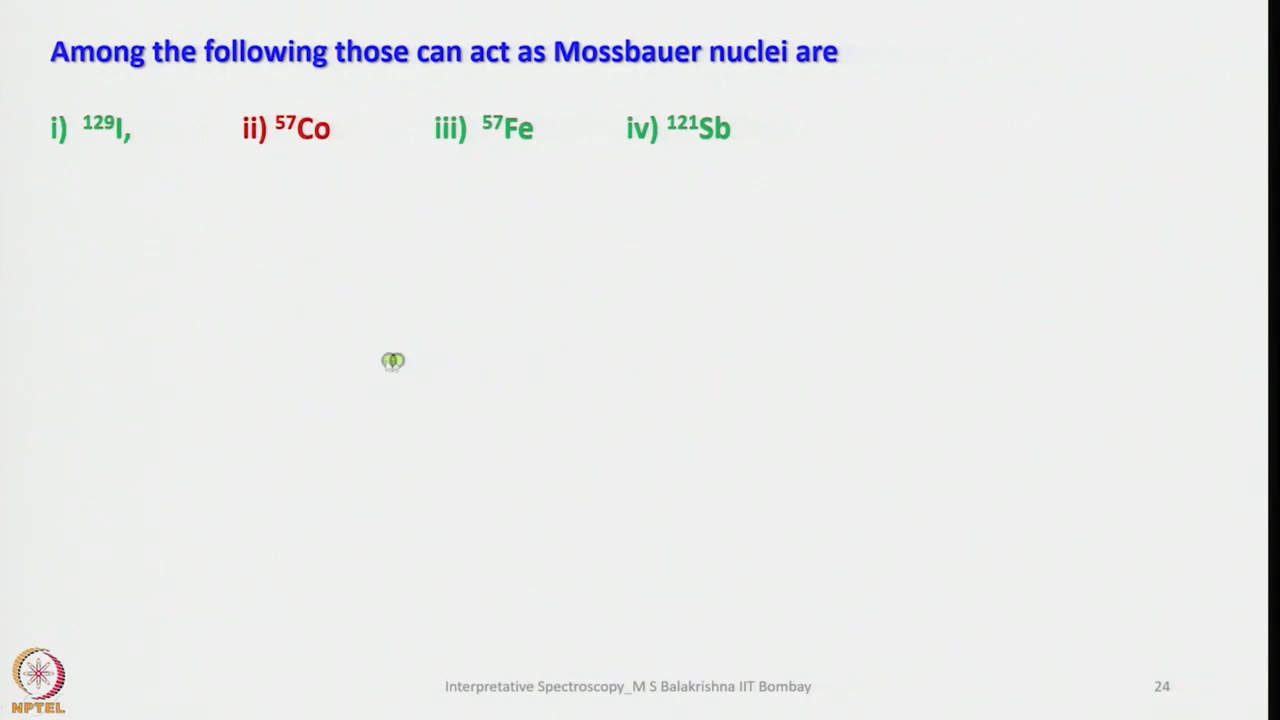 Among the following those can act as Mossbauer nuclei are
i) ¹²⁹I, ii) ⁵⁷Co iii) ⁵⁷Fe iv) ¹²¹Sb
Interpretative Spectroscopy_M S Balakrishna IIT Bombay 24
NPTEL